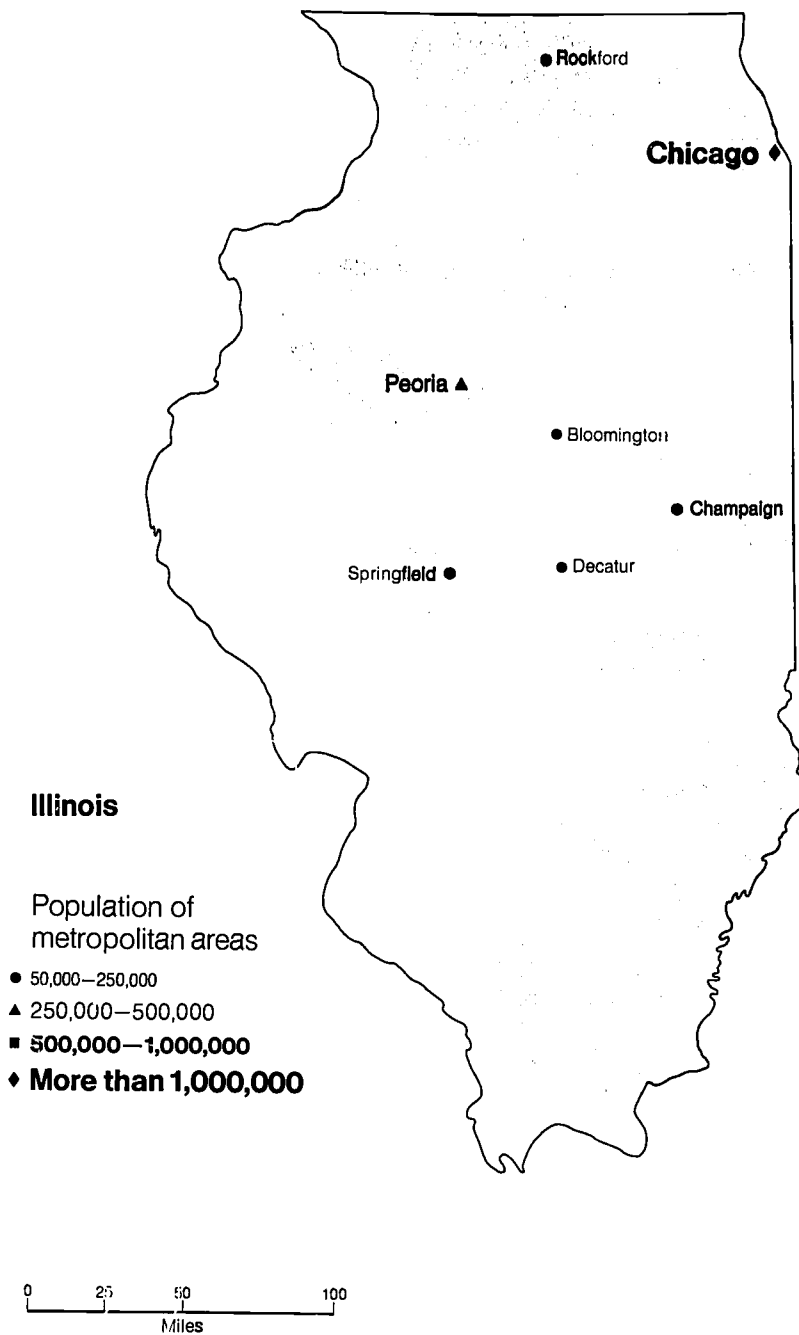 Rockford
Chicago
Peoria
Bloomington
Champaign
Springfield
Decatur
Illinois
Population of
metropolitan areas
50,000–250,000
250,000–500,000
500,000–1,000,000
More than 1,000,000
0 25 50 100
Miles